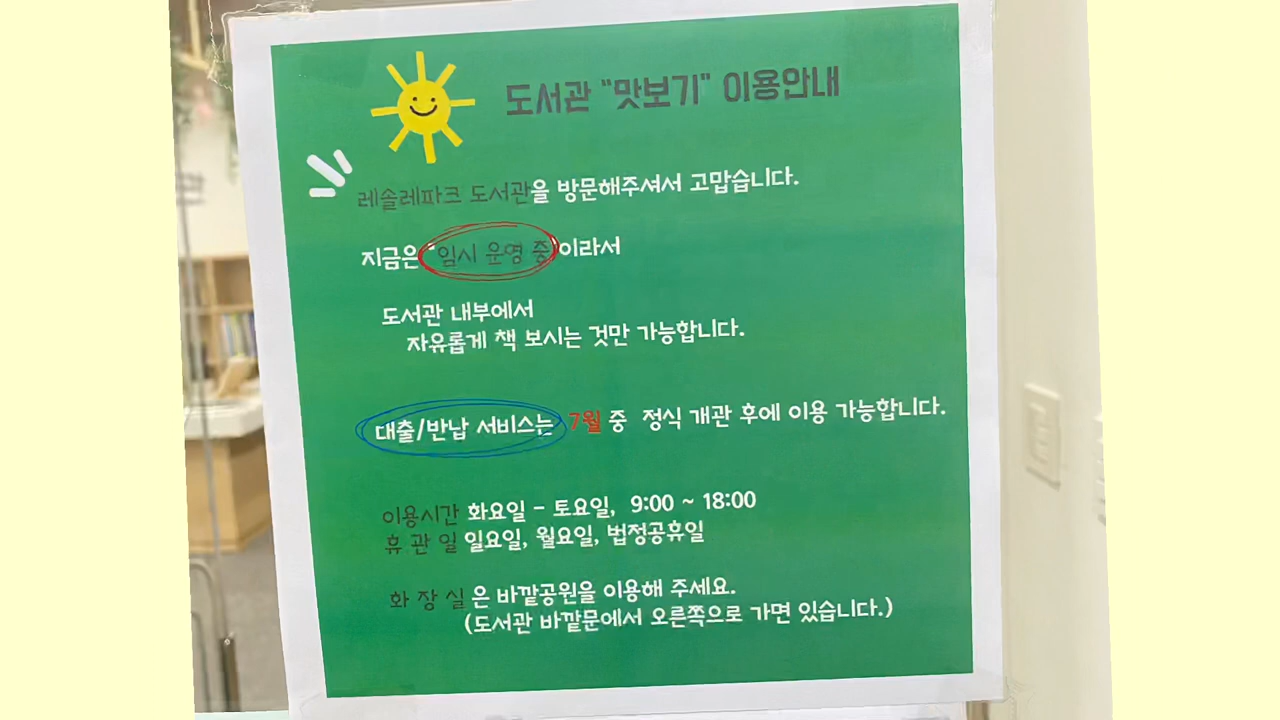 도서관 "맛보기" 이용안내
레솔레파크 도서관을 방문해주셔서 고맙습니다.
지금은 "임시 운영 중"이라서
도서관 내부에서
자유롭게 책 보시는 것만 가능합니다.
대출/반납 서비스는 7월 중 정식 개관 후에 이용 가능합니다.
이용시간 화요일 - 토요일, 9:00 ~ 18:00
휴 관 일 일요일, 월요일, 법정공휴일
화 장 실 은 바깥공원을 이용해 주세요.
(도서관 바깥문에서 오른쪽으로 가면 있습니다.)